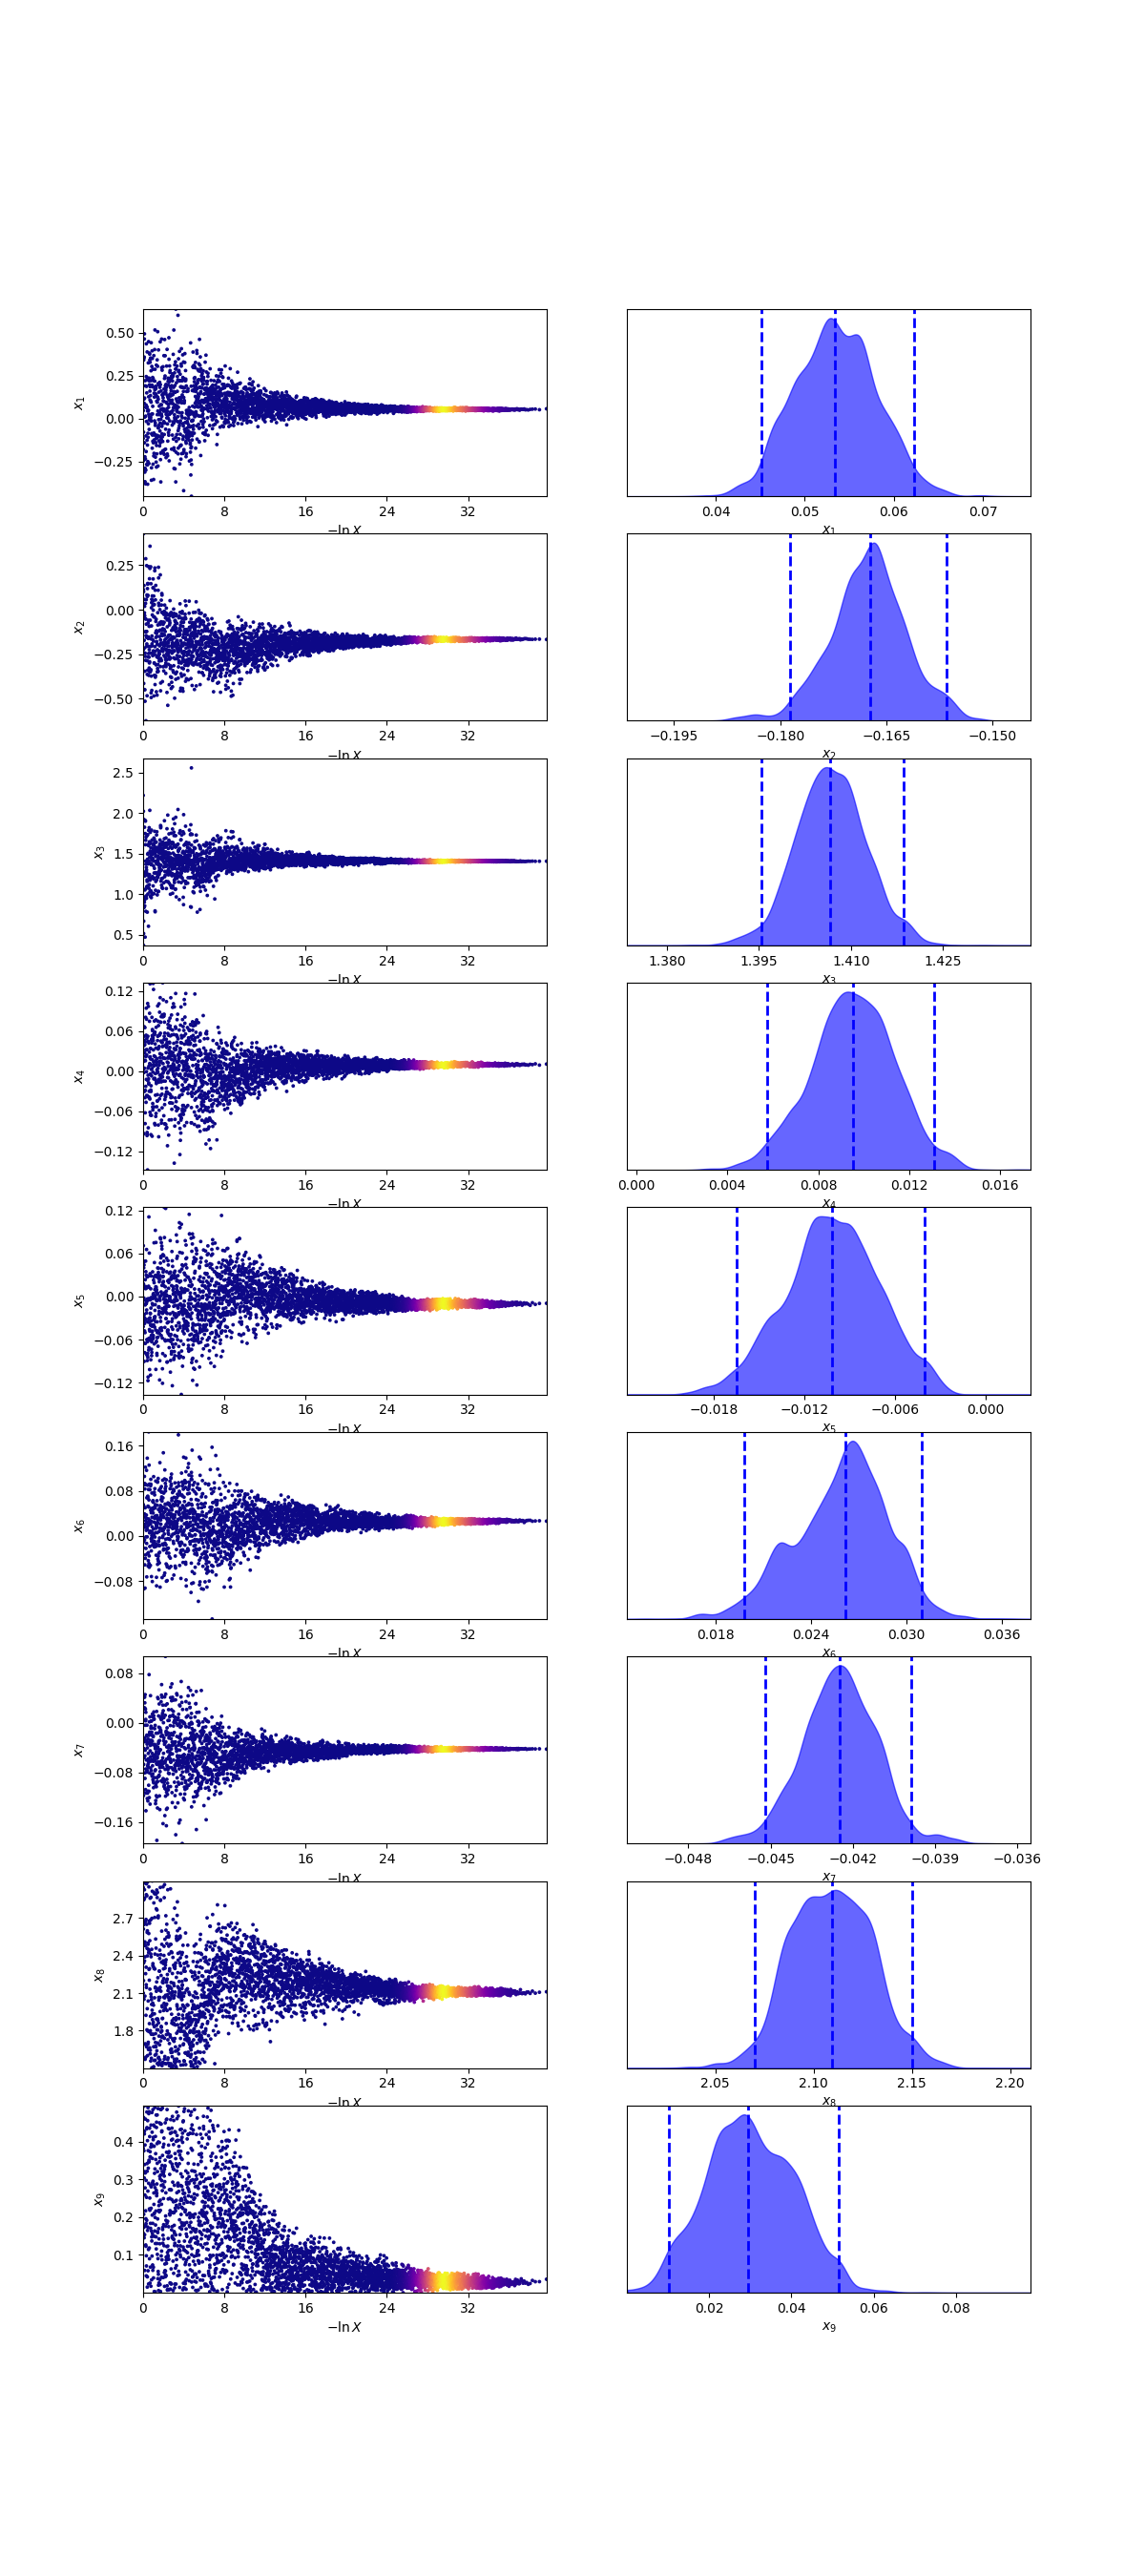 0.50
0.25
0.00
−0.25
x₁
0 8 16 24 32
−ln X
0.04 0.05 0.06 0.07
x₁
0.25
0.00
−0.25
−0.50
x₂
0 8 16 24 32
−ln X
−0.195 −0.180 −0.165 −0.150
x₂
2.5
2.0
1.5
1.0
0.5
x₃
0 8 16 24 32
−ln X
1.380 1.395 1.410 1.425
x₃
0.12
0.06
0.00
−0.06
−0.12
x₄
0 8 16 24 32
−ln X
0.000 0.004 0.008 0.012 0.016
x₄
0.12
0.06
0.00
−0.06
−0.12
x₅
0 8 16 24 32
−ln X
−0.018 −0.012 −0.006 0.000
x₅
0.16
0.08
0.00
−0.08
x₆
0 8 16 24 32
−ln X
0.018 0.024 0.030 0.036
x₆
0.08
0.00
−0.08
−0.16
x₇
0 8 16 24 32
−ln X
−0.048 −0.045 −0.042 −0.039 −0.036
x₇
2.7
2.4
2.1
1.8
x₈
0 8 16 24 32
−ln X
2.05 2.10 2.15 2.20
x₈
0.4
0.3
0.2
0.1
x₉
0 8 16 24 32
−ln X
0.02 0.04 0.06 0.08
x₉